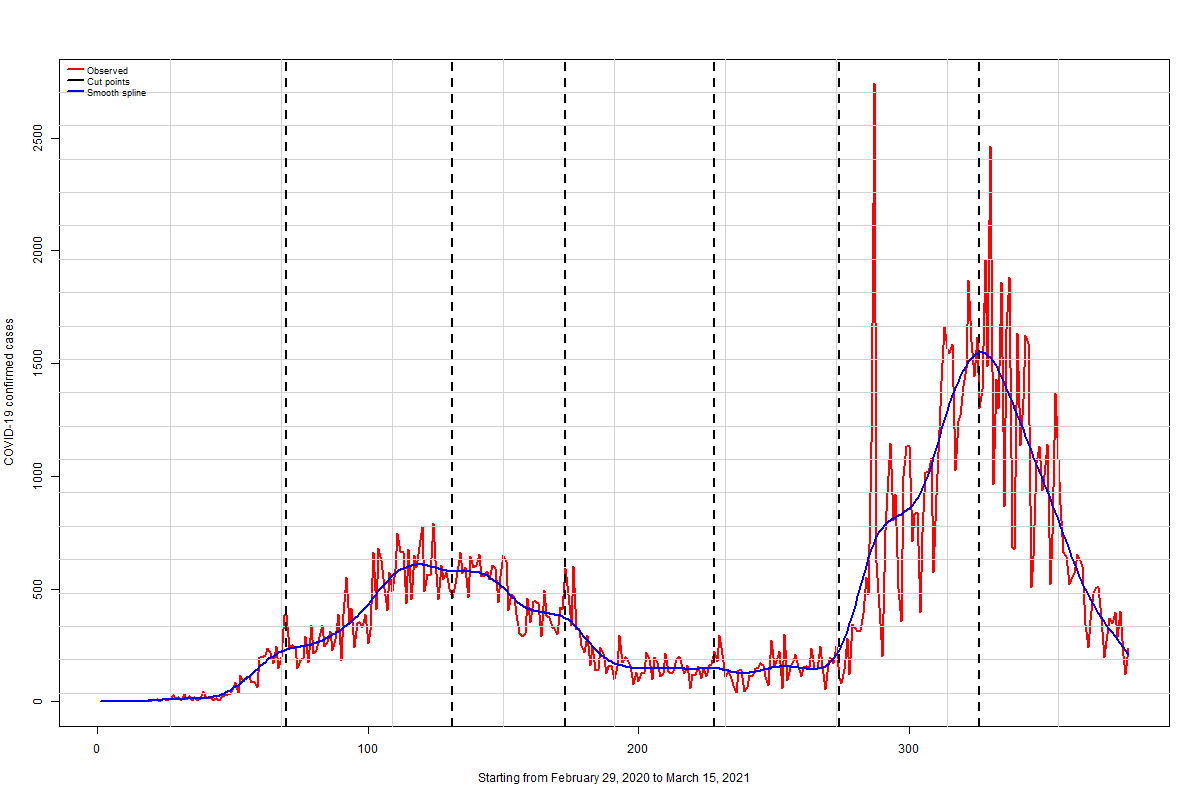 Observed
Cut points
Smooth spline
COVID-19 confirmed cases
2500
2000
1500
1000
500
0
0 100 200 300
Starting from February 29, 2020 to March 15, 2021